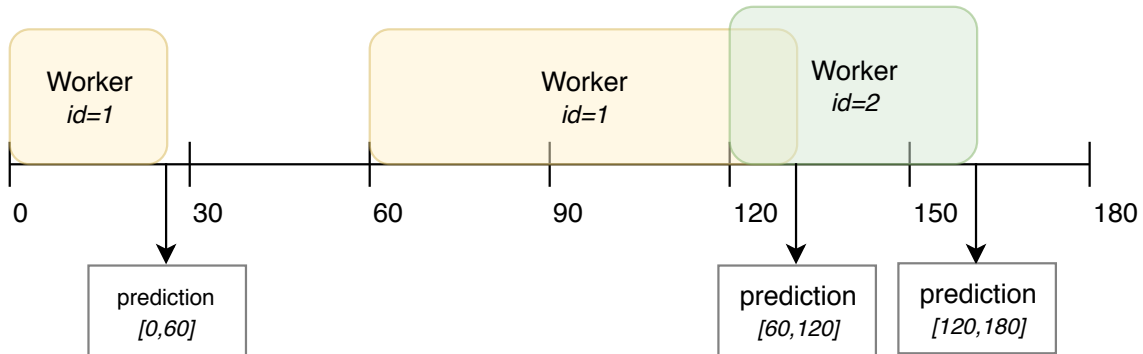 Worker
id=1
Worker
id=1
Worker
id=2
0
30
60
90
120
150
180
prediction
[0,60]
prediction
[60,120]
prediction
[120,180]